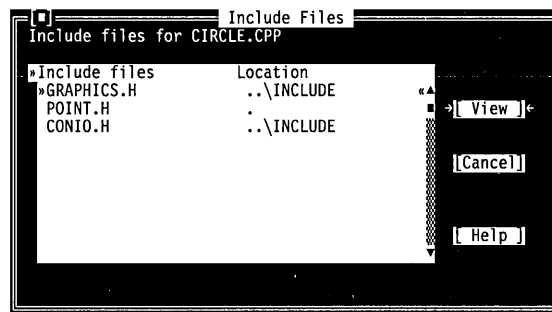 Include Files
Include files for CIRCLE.CPP
»Include files Location
»GRAPHICS.H ..\INCLUDE «
POINT.H .
CONIO.H ..\INCLUDE
→[ View ]←
[Cancel]
[ Help ]